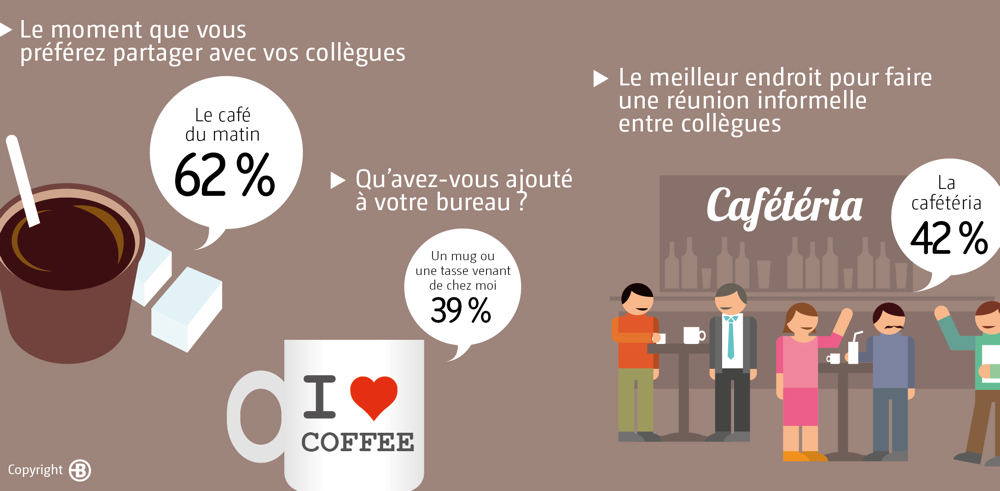 Le moment que vous
préférez partager avec vos collègues
Le café
du matin
62 %
Qu'avez-vous ajouté
à votre bureau ?
Un mug ou
une tasse venant
de chez moi
39 %
I ♥
COFFEE
Le meilleur endroit pour faire
une réunion informelle
entre collègues
Cafétéria
La
cafétéria
42 %
Copyright B